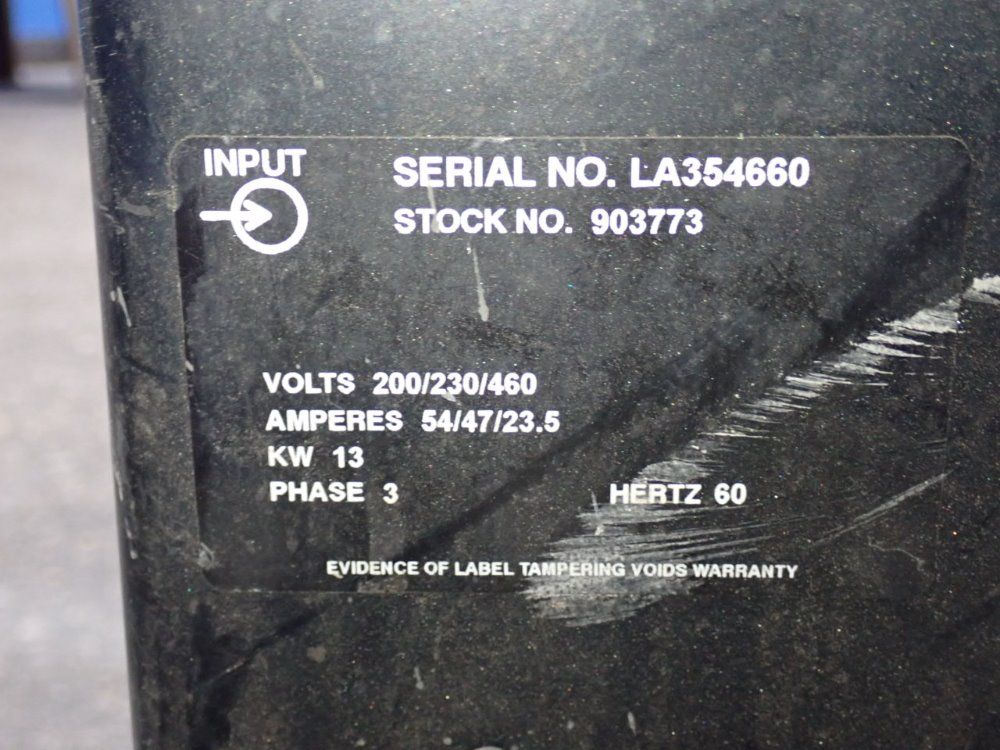 INPUT
SERIAL NO. LA354660
STOCK NO. 903773
VOLTS 200/230/460
AMPERES 54/47/23.5
KW 13
PHASE 3 HERTZ 60
EVIDENCE OF LABEL TAMPERING VOIDS WARRANTY